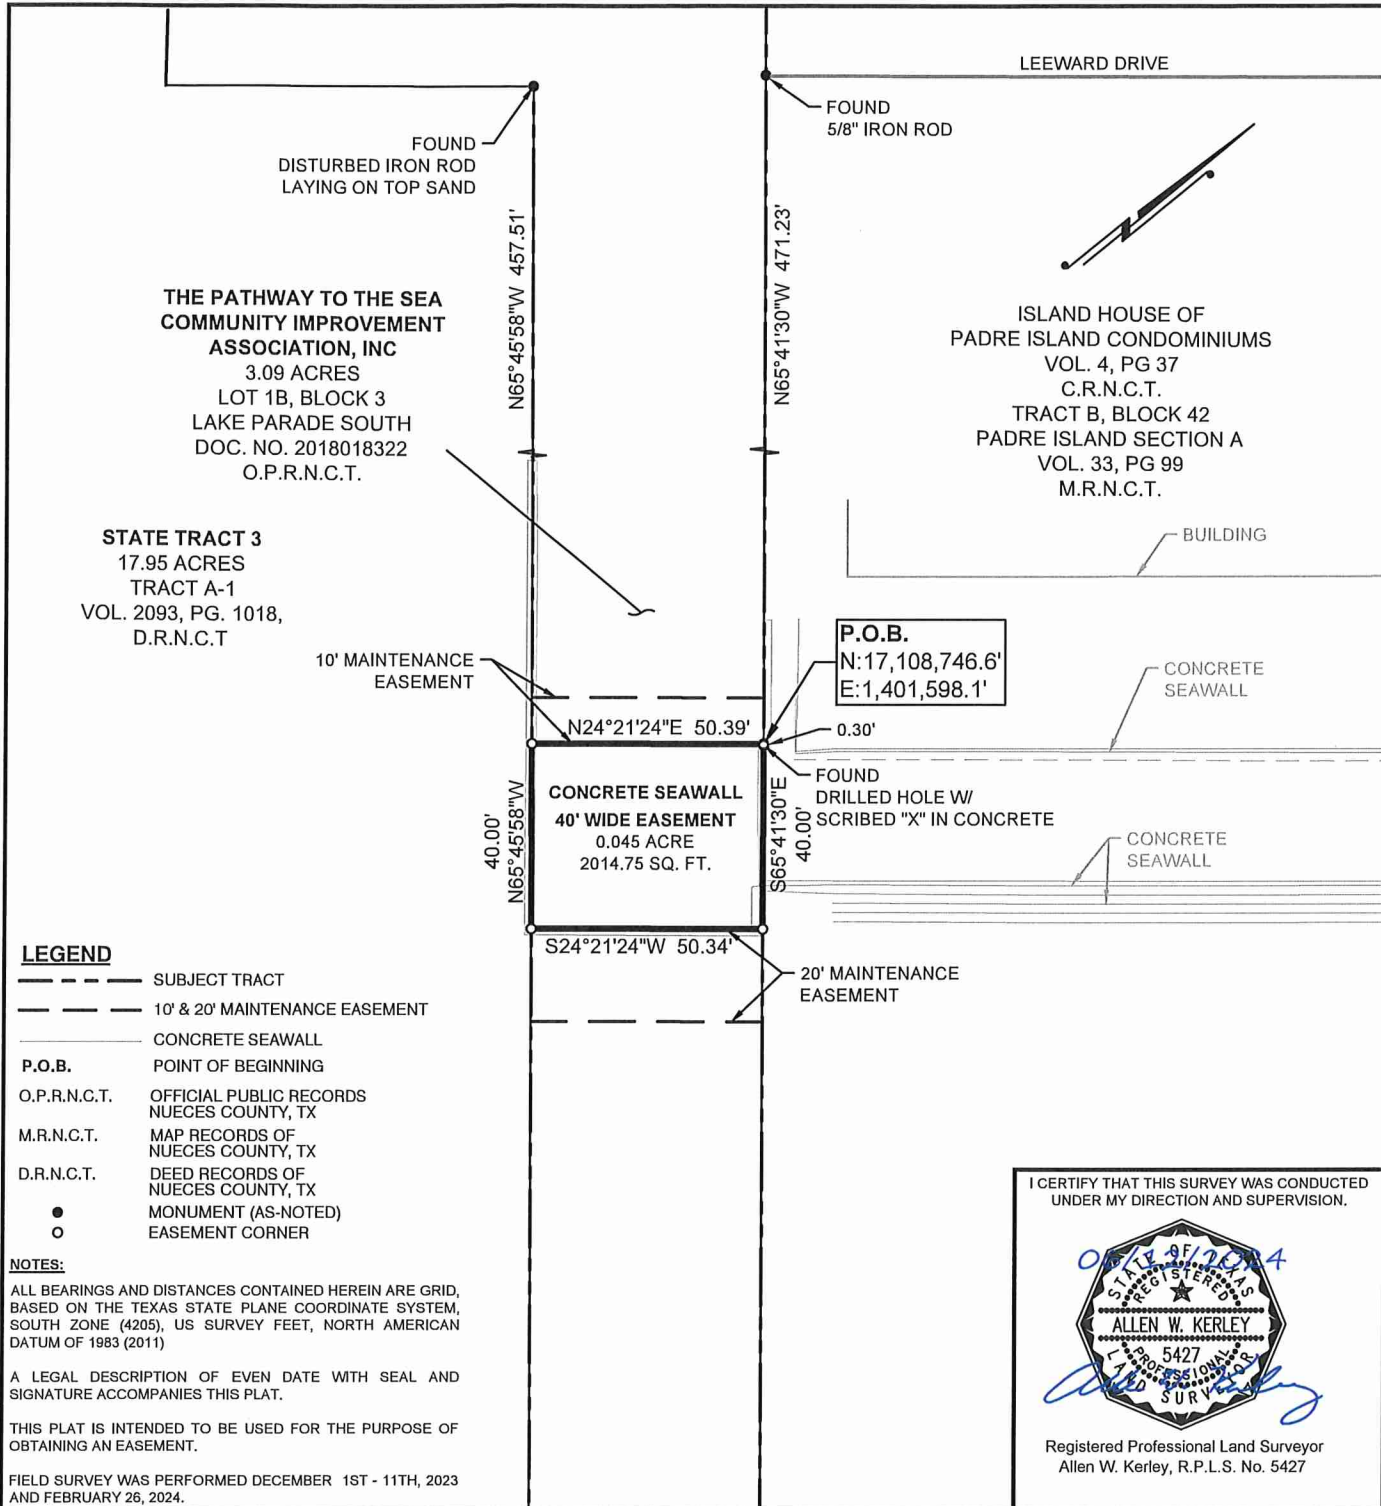 LEEWARD DRIVE
FOUND
5/8" IRON ROD
FOUND
DISTURBED IRON ROD
LAYING ON TOP SAND
N65°45'58"W 457.51'
N65°41'30"W 471.23'
THE PATHWAY TO THE SEA
COMMUNITY IMPROVEMENT
ASSOCIATION, INC
3.09 ACRES
LOT 1B, BLOCK 3
LAKE PARADE SOUTH
DOC. NO. 2018018322
O.P.R.N.C.T.
N
ISLAND HOUSE OF
PADRE ISLAND CONDOMINIUMS
VOL. 4, PG 37
C.R.N.C.T.
TRACT B, BLOCK 42
PADRE ISLAND SECTION A
VOL. 33, PG 99
M.R.N.C.T.
STATE TRACT 3
17.95 ACRES
TRACT A-1
VOL. 2093, PG. 1018,
D.R.N.C.T
BUILDING
10' MAINTENANCE
EASEMENT
P.O.B.
N:17,108,746.6'
E:1,401,598.1'
CONCRETE
SEAWALL
N24°21'24"E 50.39'
0.30'
FOUND
DRILLED HOLE W/
SCRIBED "X" IN CONCRETE
CONCRETE SEAWALL
40' WIDE EASEMENT
0.045 ACRE
2014.75 SQ. FT.
40.00'
N65°45'58"W
S65°41'30"E
40.00'
CONCRETE
SEAWALL
S24°21'24"W 50.34'
20' MAINTENANCE
EASEMENT
LEGEND
SUBJECT TRACT
10' & 20' MAINTENANCE EASEMENT
CONCRETE SEAWALL
P.O.B. POINT OF BEGINNING
O.P.R.N.C.T. OFFICIAL PUBLIC RECORDS
NUECES COUNTY, TX
M.R.N.C.T. MAP RECORDS OF
NUECES COUNTY, TX
D.R.N.C.T. DEED RECORDS OF
NUECES COUNTY, TX
MONUMENT (AS-NOTED)
EASEMENT CORNER
NOTES:
ALL BEARINGS AND DISTANCES CONTAINED HEREIN ARE GRID,
BASED ON THE TEXAS STATE PLANE COORDINATE SYSTEM,
SOUTH ZONE (4205), US SURVEY FEET, NORTH AMERICAN
DATUM OF 1983 (2011)
A LEGAL DESCRIPTION OF EVEN DATE WITH SEAL AND
SIGNATURE ACCOMPANIES THIS PLAT.
THIS PLAT IS INTENDED TO BE USED FOR THE PURPOSE OF
OBTAINING AN EASEMENT.
FIELD SURVEY WAS PERFORMED DECEMBER 1ST - 11TH, 2023
AND FEBRUARY 26, 2024.
I CERTIFY THAT THIS SURVEY WAS CONDUCTED
UNDER MY DIRECTION AND SUPERVISION.
STATE OF TEXAS
REGISTERED
ALLEN W. KERLEY
5427
PROFESSIONAL
LAND SURVEYOR
Registered Professional Land Surveyor
Allen W. Kerley, R.P.L.S. No. 5427